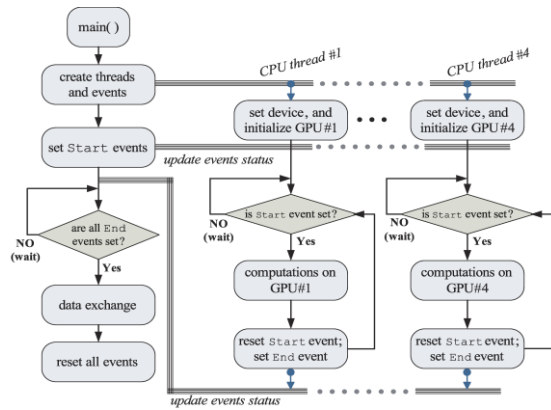 main( )
create threads
and events
set Start events
update events status
are all End
events set?
NO
(wait)
Yes
data exchange
reset all events
CPU thread #1
set device, and
initialize GPU#1
is Start event set?
NO
(wait)
Yes
computations on
GPU#1
reset Start event;
set End event
CPU thread #4
set device, and
initialize GPU#4
is Start event set?
NO
(wait)
Yes
computations on
GPU#4
reset Start event;
set End event
update events status